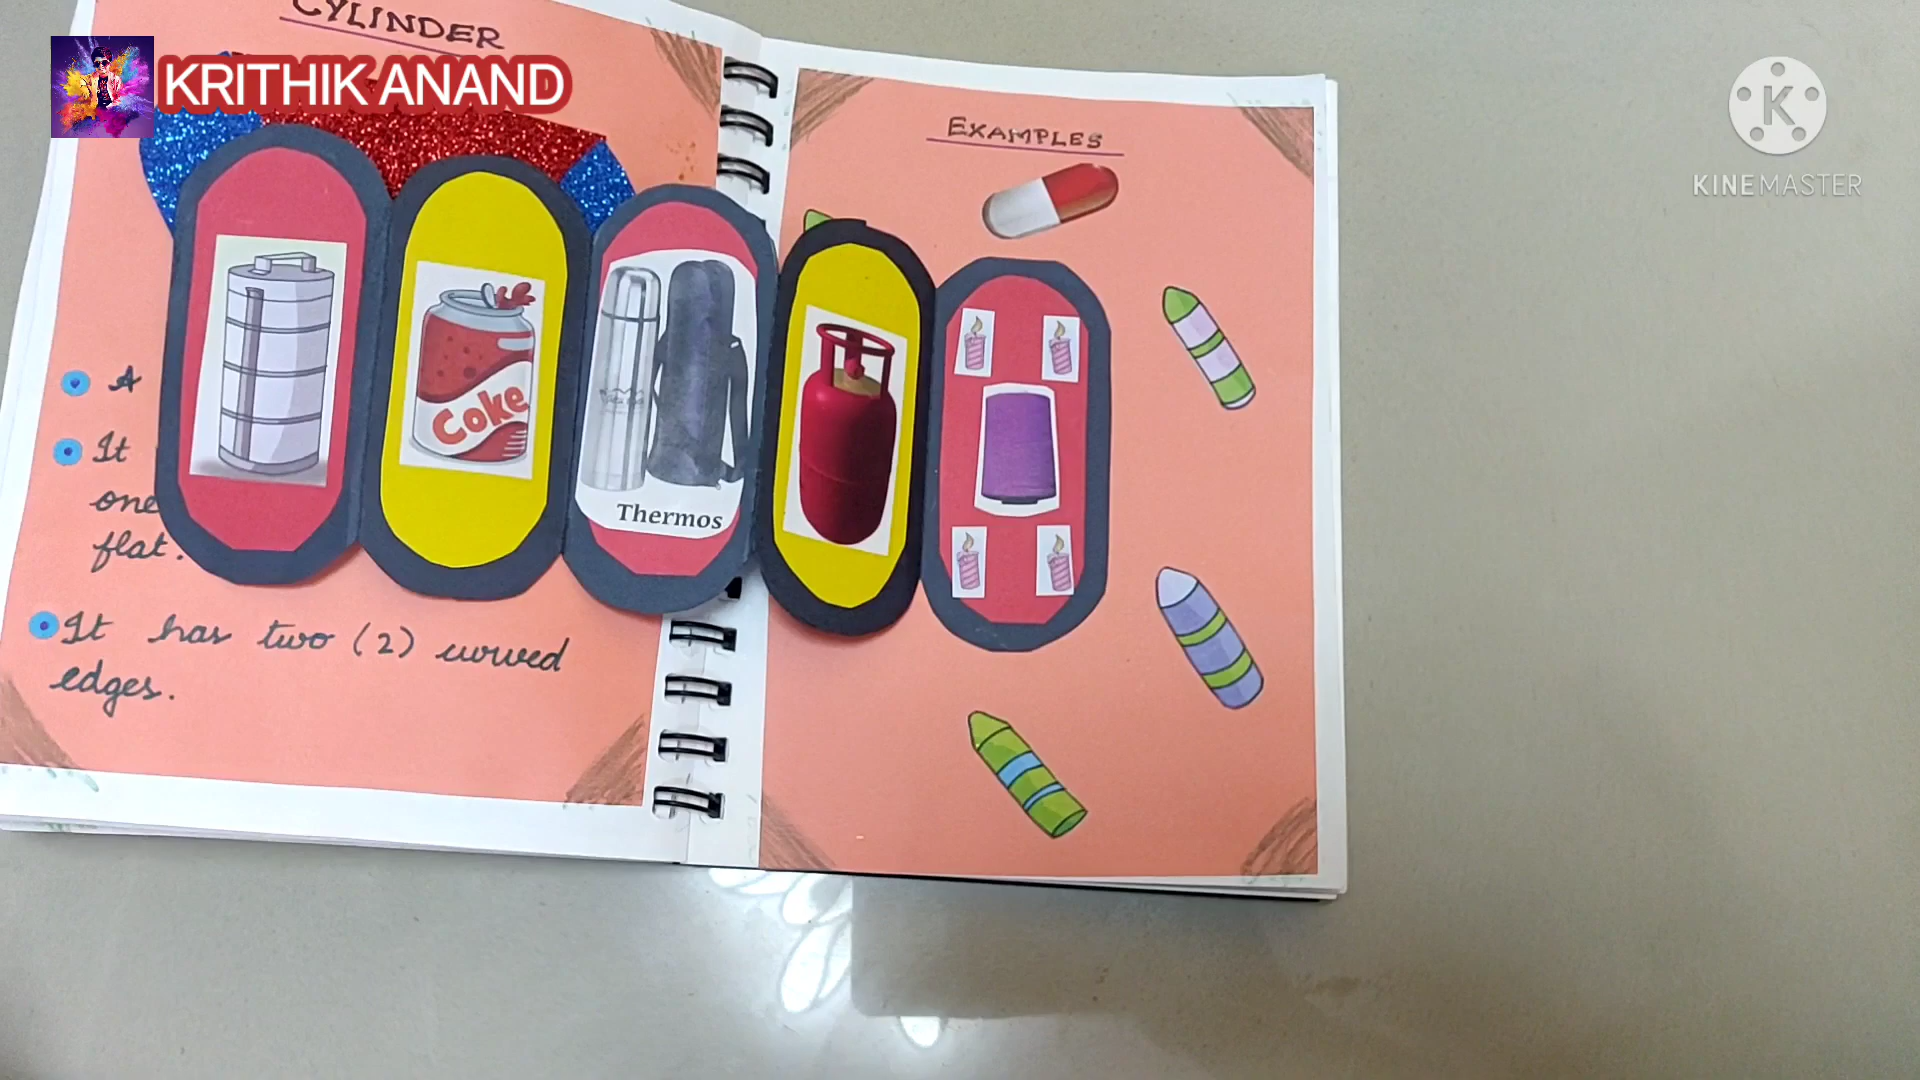 CYLINDER
KRITHIK ANAND
A
It
one
flat.
It has two (2) curved
edges.
EXAMPLES
Coke
Thermos
K
KINEMASTER